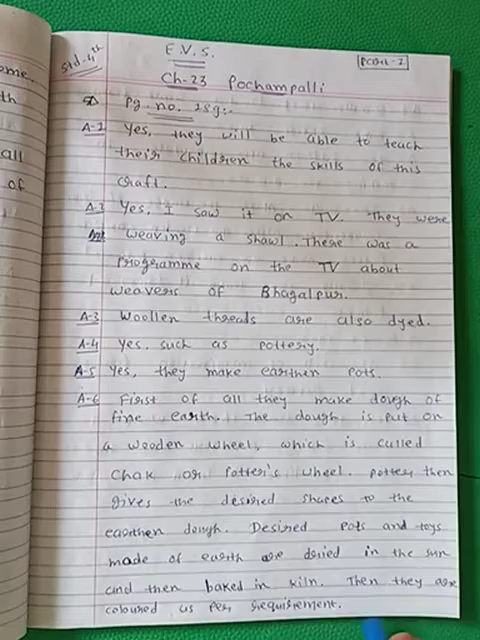 eme.
th
all
of
Std-4th
E.V.S.
Ch-23 Pochampalli
Pg. no. 159:-
A-1 Yes, they will be able to teach
their children the skills of this
craft.
A-2 Yes, I saw it on TV. They were
weaving a shawl. There was a
programme on the TV about
weavers of Bhagalpur.
A-3 Woollen threads are also dyed.
A-4 Yes. such as pottery.
A-5 Yes, they make earthen pots.
A-6 First of all they make dough of
fine earth. The dough is put on
a wooden wheel, which is called
Chak or Potter's wheel. potter then
gives the desired shapes to the
earthen dough. Desired pots and toys
made of earth are dried in the sun
and then baked in kiln. Then they are
coloured as per requirement.